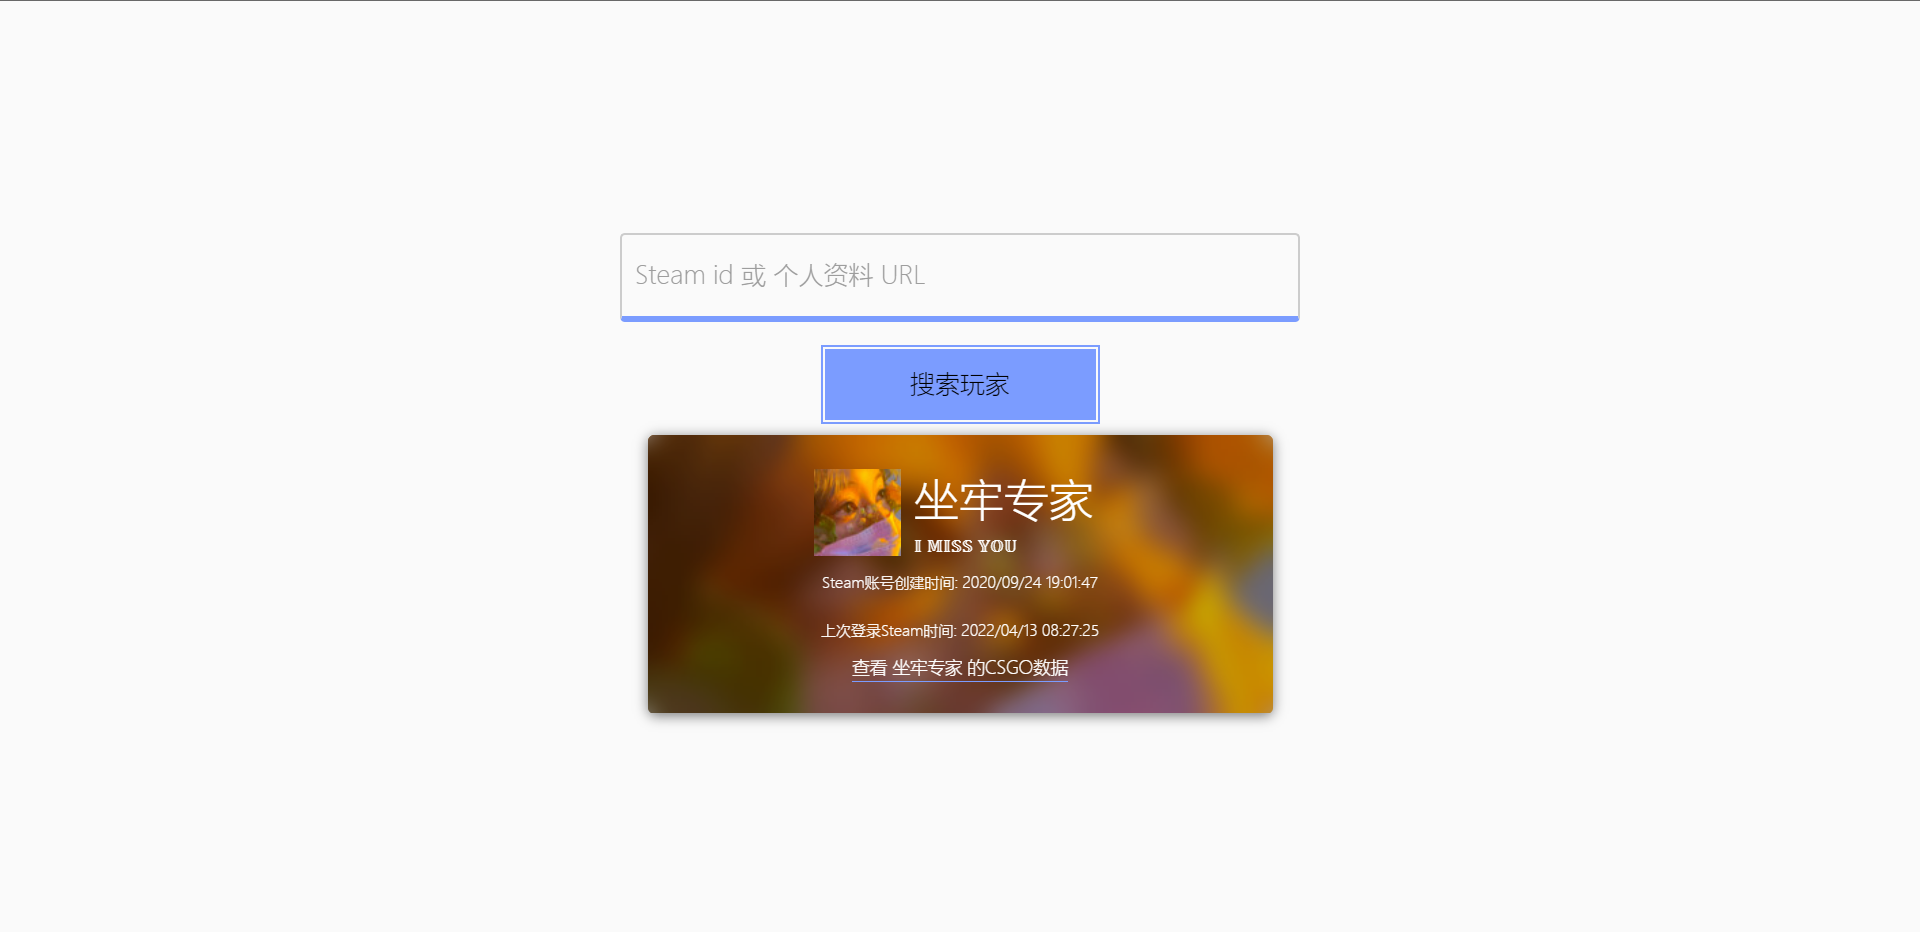 Steam id 或 个人资料 URL
搜索玩家
坐牢专家
𝕀 𝕄𝕀𝕊𝕊 𝕐𝕆𝕌
Steam账号创建时间: 2020/09/24 19:01:47
上次登录Steam时间: 2022/04/13 08:27:25
查看 坐牢专家 的CSGO数据